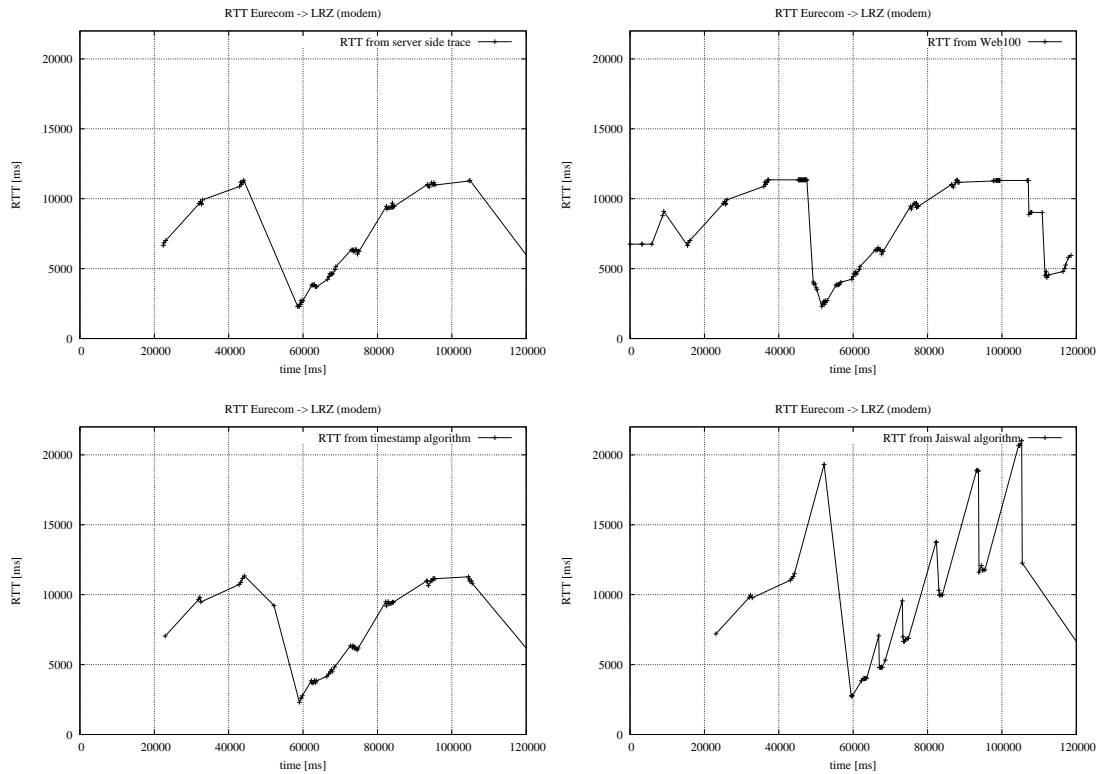 RTT Eurecom -> LRZ (modem)
RTT from server side trace
20000
15000
10000
5000
0
RTT [ms]
0 20000 40000 60000 80000 100000 120000
time [ms]
RTT Eurecom -> LRZ (modem)
RTT from Web100
20000
15000
10000
5000
0
RTT [ms]
0 20000 40000 60000 80000 100000 120000
time [ms]
RTT Eurecom -> LRZ (modem)
RTT from timestamp algorithm
20000
15000
10000
5000
0
RTT [ms]
0 20000 40000 60000 80000 100000 120000
time [ms]
RTT Eurecom -> LRZ (modem)
RTT from Jaiswal algorithm
20000
15000
10000
5000
0
RTT [ms]
0 20000 40000 60000 80000 100000 120000
time [ms]